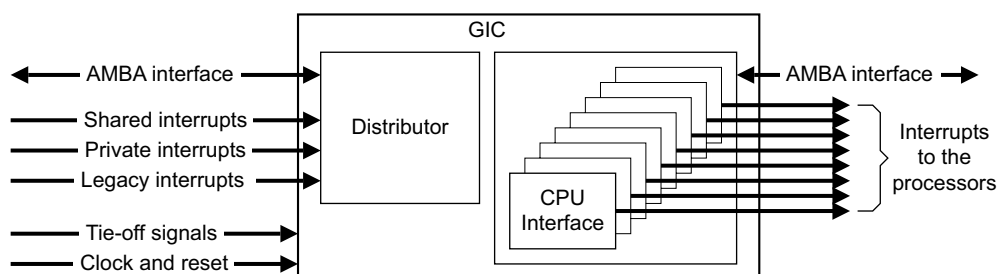 GIC
AMBA interface
Shared interrupts
Private interrupts
Legacy interrupts
Tie-off signals
Clock and reset
Distributor
CPU
Interface
AMBA interface
Interrupts
to the
processors